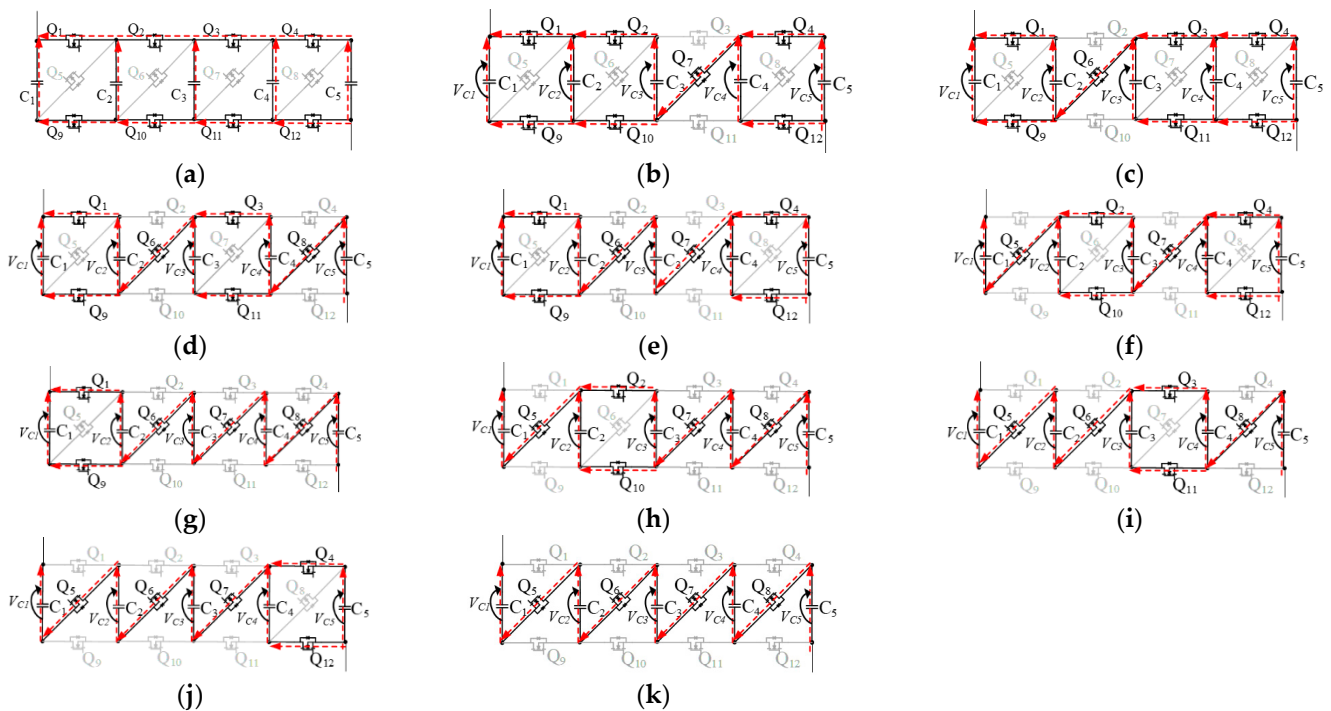 Q1 Q2 Q3 Q4
Q5 Q6 Q7 Q8
C1 C2 C3 C4 C5
Q9 Q10 Q11 Q12
(a)
Q1 Q2 Q3 Q4
Q5 Q6 Q7 Q8
VC1 C1 VC2 C2 VC3 C3 VC4 C4 VC5 C5
Q9 Q10 Q11 Q12
(b)
Q1 Q2 Q3 Q4
Q5 Q6 Q7 Q8
VC1 C1 VC2 C2 VC3 C3 VC4 C4 VC5 C5
Q9 Q10 Q11 Q12
(c)
Q1 Q2 Q3 Q4
Q5 Q6 Q7 Q8
VC1 C1 VC2 C2 VC3 C3 VC4 C4 VC5 C5
Q9 Q10 Q11 Q12
(d)
Q1 Q2 Q3 Q4
Q5 Q6 Q7 Q8
VC1 C1 VC2 C2 VC3 C3 VC4 C4 VC5 C5
Q9 Q10 Q11 Q12
(e)
Q1 Q2 Q3 Q4
Q5 Q6 Q7 Q8
VC1 C1 VC2 C2 VC3 C3 VC4 C4 VC5 C5
Q9 Q10 Q11 Q12
(f)
Q1 Q2 Q3 Q4
Q5 Q6 Q7 Q8
VC1 C1 VC2 C2 VC3 C3 VC4 C4 VC5 C5
Q9 Q10 Q11 Q12
(g)
Q1 Q2 Q3 Q4
Q5 Q6 Q7 Q8
VC1 C1 VC2 C2 VC3 C3 VC4 C4 VC5 C5
Q9 Q10 Q11 Q12
(h)
Q1 Q2 Q3 Q4
Q5 Q6 Q7 Q8
VC1 C1 VC2 C2 VC3 C3 VC4 C4 VC5 C5
Q9 Q10 Q11 Q12
(i)
Q1 Q2 Q3 Q4
Q5 Q6 Q7 Q8
VC1 C1 VC2 C2 VC3 C3 VC4 C4 VC5 C5
Q9 Q10 Q11 Q12
(j)
Q1 Q2 Q3 Q4
Q5 Q6 Q7 Q8
VC1 C1 VC2 C2 VC3 C3 VC4 C4 VC5 C5
Q9 Q10 Q11 Q12
(k)